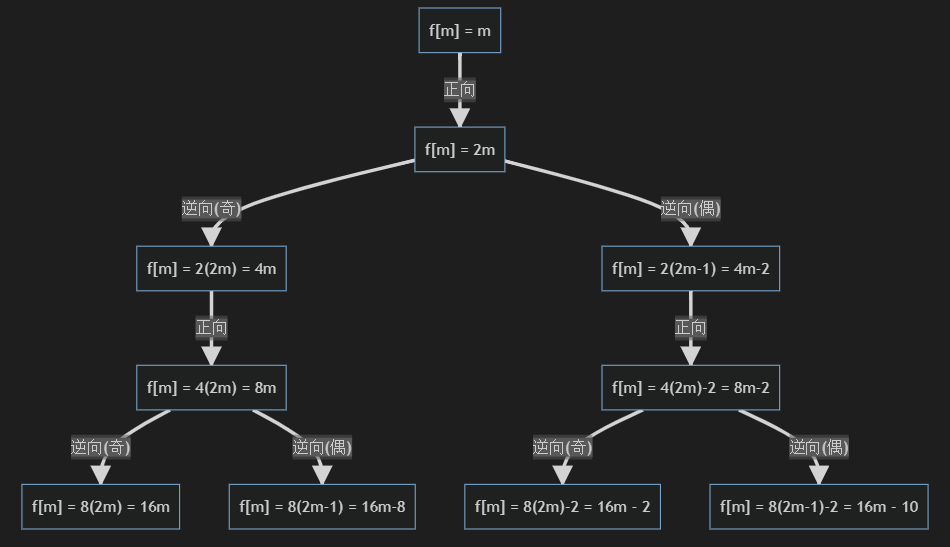 f[m] = m
正向
f[m] = 2m
逆向(奇)
逆向(偶)
f[m] = 2(2m) = 4m
f[m] = 2(2m-1) = 4m-2
正向
正向
f[m] = 4(2m) = 8m
f[m] = 4(2m)-2 = 8m-2
逆向(奇)
逆向(偶)
逆向(奇)
逆向(偶)
f[m] = 8(2m) = 16m
f[m] = 8(2m-1) = 16m-8
f[m] = 8(2m)-2 = 16m - 2
f[m] = 8(2m-1)-2 = 16m - 10